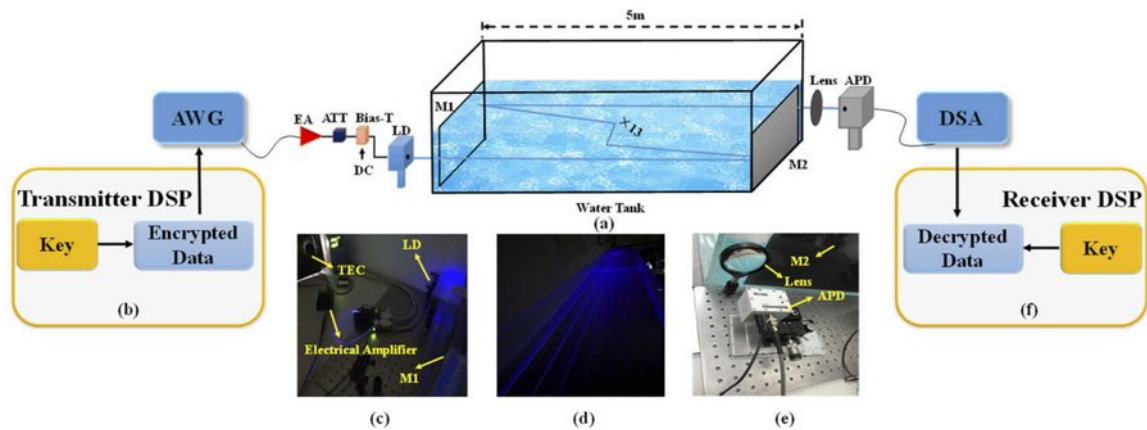 5m
M1
×13
M2
Lens
APD
AWG
EA
ATT
Bias-T
LD
DC
DSA
Water Tank
(a)
Transmitter DSP
Key
Encrypted
Data
(b)
TEC
LD
Electrical Amplifier
M1
(c)
(d)
M2
Lens
APD
(e)
Receiver DSP
Decrypted
Data
Key
(f)